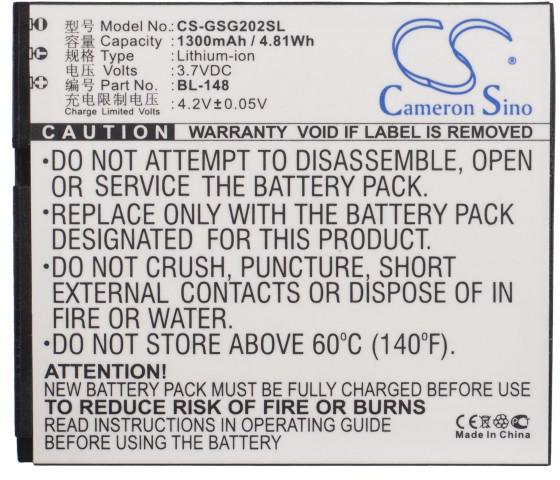 型号 Model No.: CS-GSG202SL
容量 Capacity: 1300mAh / 4.81Wh
规格 Type: Lithium-ion
电压 Volts: 3.7VDC
编号 Part No.: BL-148
充电限制电压: 4.2V±0.05V
Charge Limited Volts
CS
Cameron Sino
CAUTION WARRANTY VOID IF LABEL IS REMOVED
•DO NOT ATTEMPT TO DISASSEMBLE, OPEN
OR SERVICE THE BATTERY PACK.
•REPLACE ONLY WITH THE BATTERY PACK
DESIGNATED FOR THIS EQUIPMENT.
•DO NOT CRUSH, PUNCTURE, SHORT
EXTERNAL CONTACTS OR DISPOSE OF IN
FIRE OR WATER.
•DO NOT STORE ABOVE 60°C (140°F).
ATTENTION!
NEW BATTERY PACK MUST BE FULLY CHARGED BEFORE USE
TO REDUCE RISK OF FIRE OR BURNS
READ INSTRUCTIONS IN OPERATING GUIDE
BEFORE USING THE BATTERY
CE
Made in China